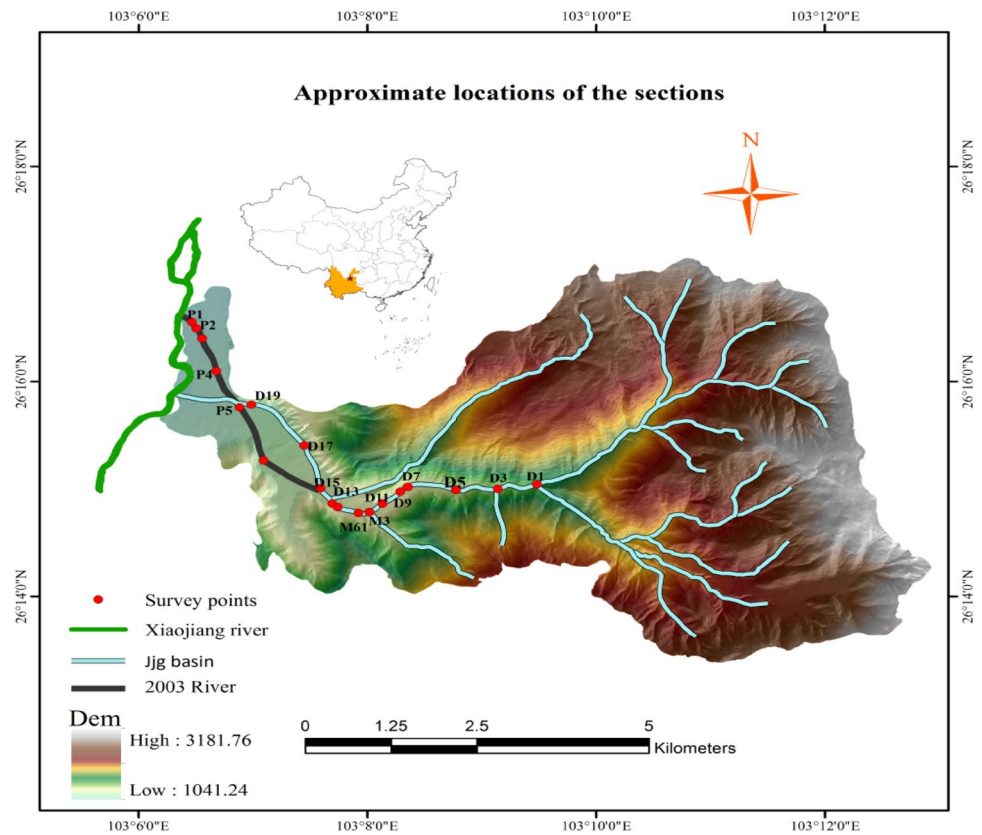 103°6'0"E 103°8'0"E 103°10'0"E 103°12'0"E
Approximate locations of the sections
N
26°18'0"N 26°18'0"N
P1
P2
26°16'0"N 26°16'0"N
P4
D19
P5
D17
D7
D5 D3 D1
D15
D13
D11
D9
M61 M3
26°14'0"N 26°14'0"N
Survey points
Xiaojiang river
Jjg basin
2003 River
Dem
High : 3181.76
Low : 1041.24
0 1.25 2.5 5
Kilometers
103°6'0"E 103°8'0"E 103°10'0"E 103°12'0"E